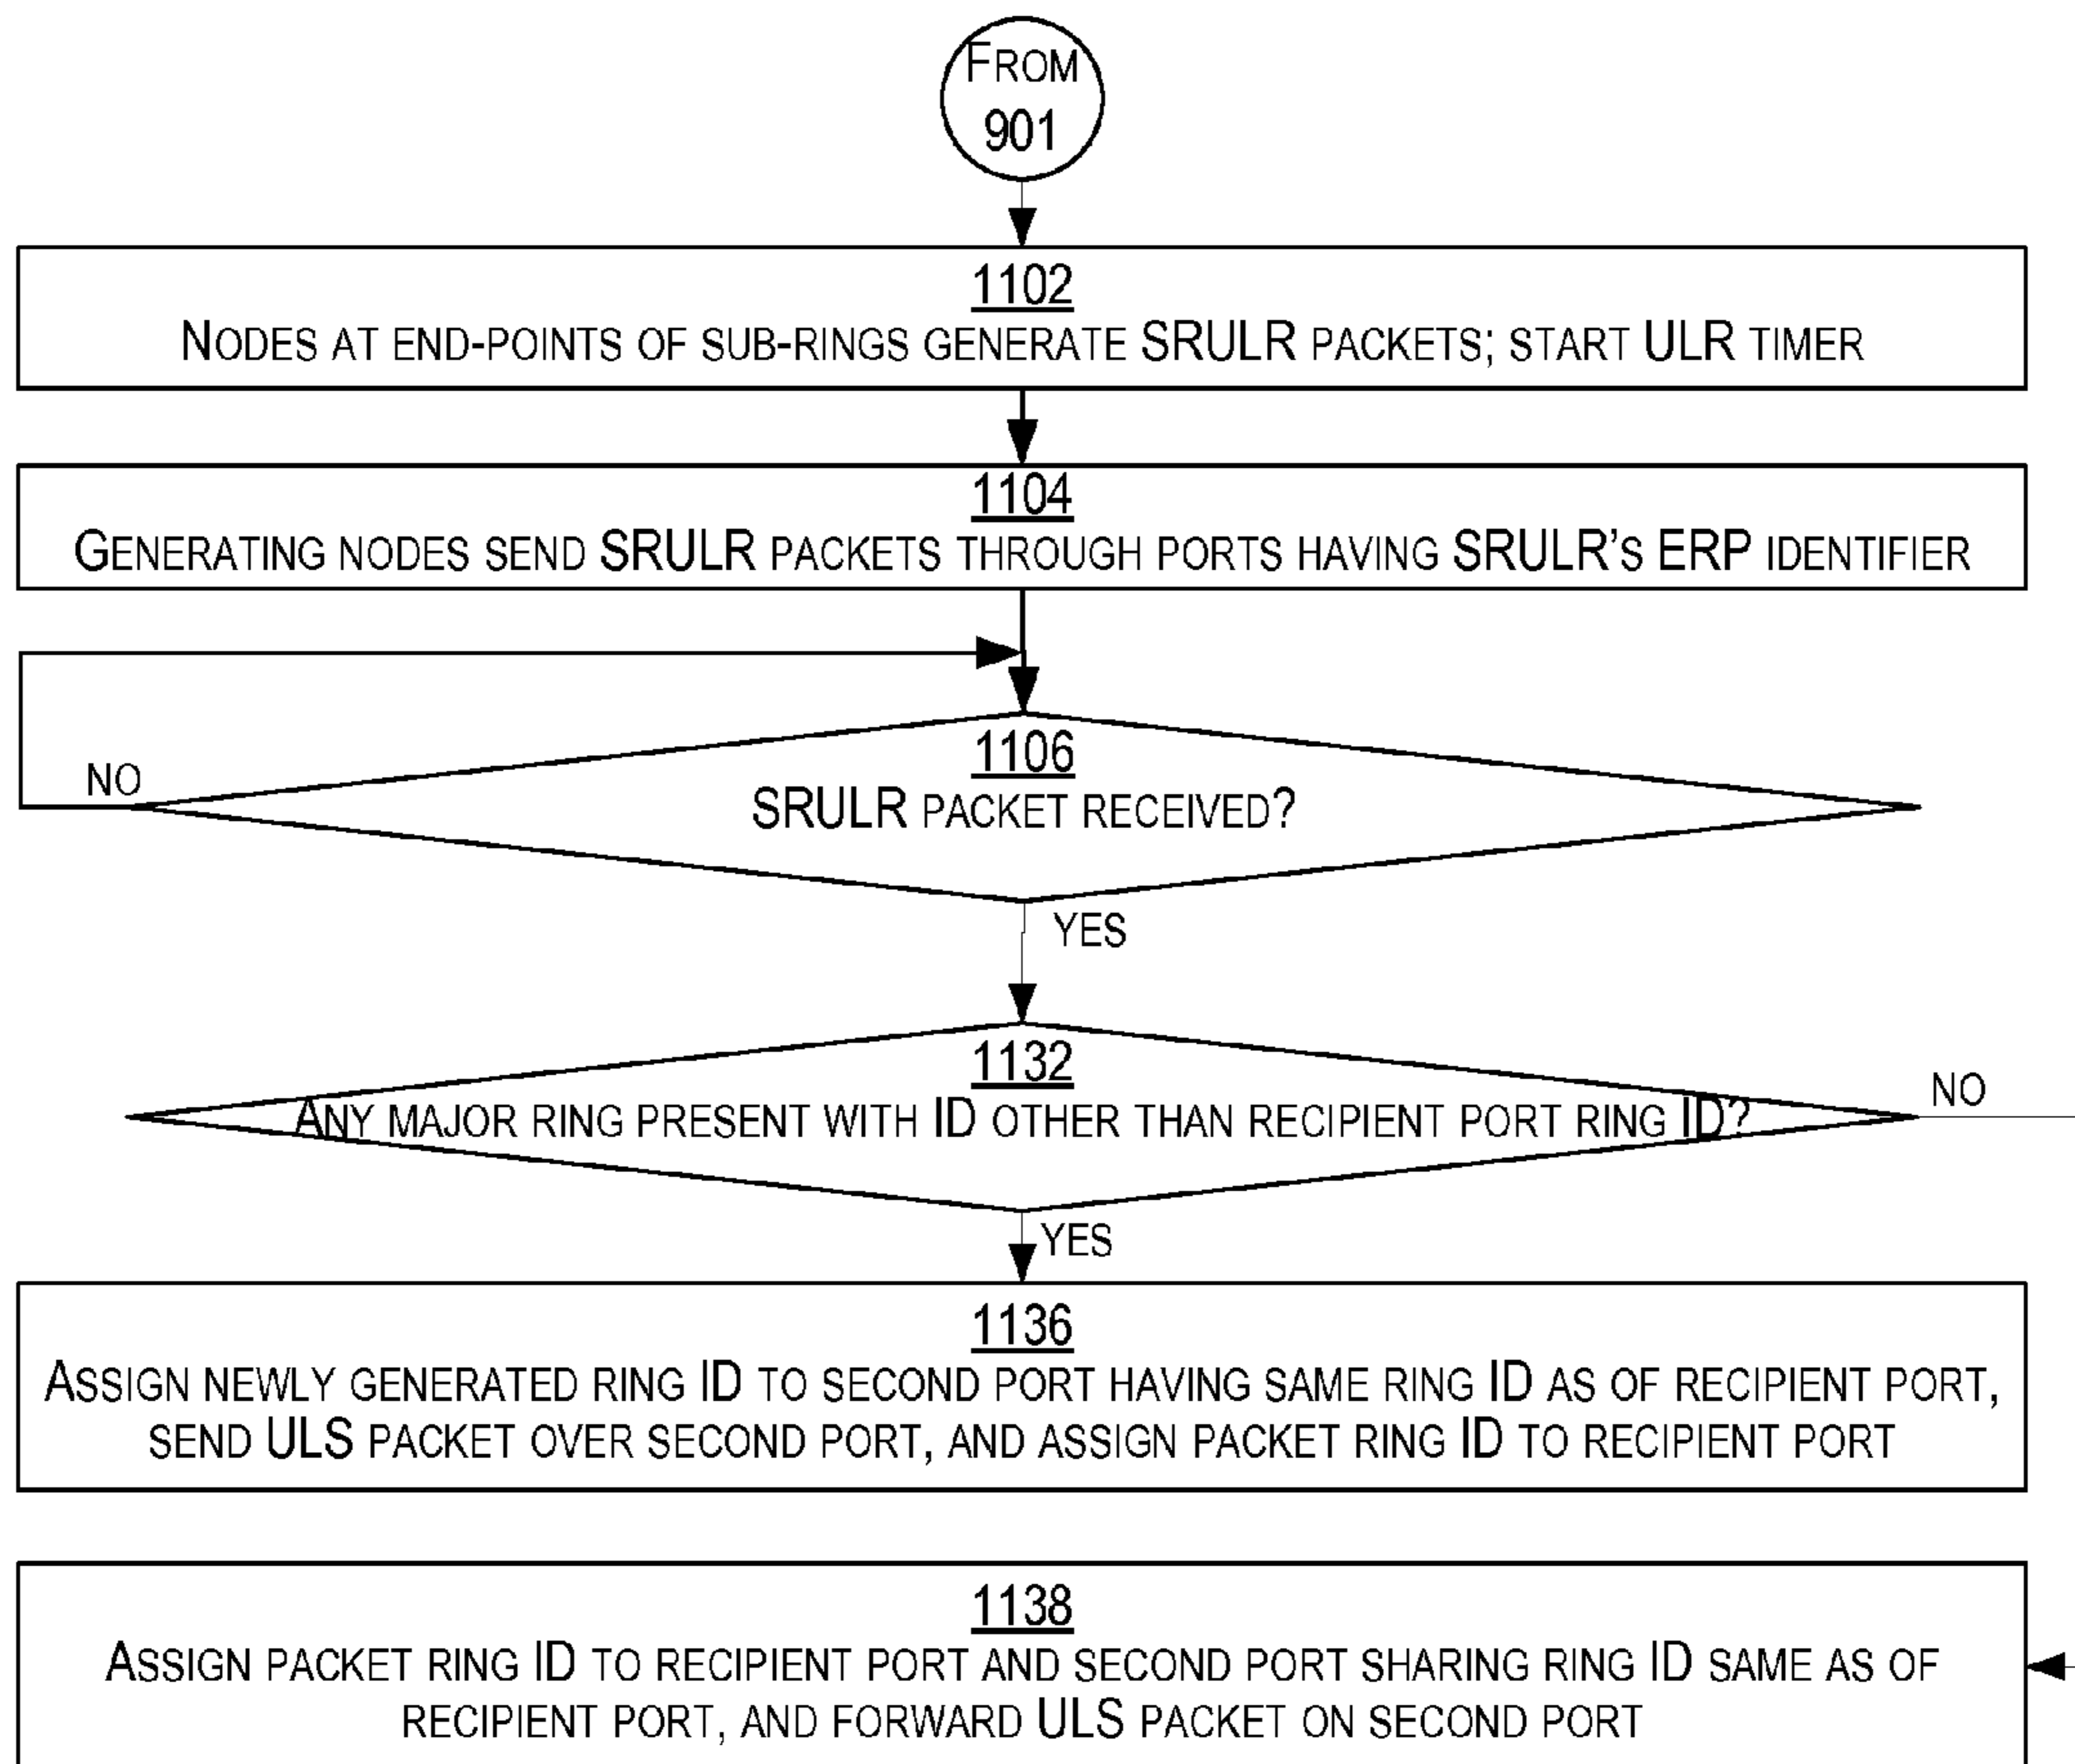 FROM
901
1102
NODES AT END-POINTS OF SUB-RINGS GENERATE SRULR PACKETS; START ULR TIMER
1104
GENERATING NODES SEND SRULR PACKETS THROUGH PORTS HAVING SRULR'S ERP IDENTIFIER
1106
NO
SRULR PACKET RECEIVED?
YES
1132
NO
ANY MAJOR RING PRESENT WITH ID OTHER THAN RECIPIENT PORT RING ID?
YES
1136
ASSIGN NEWLY GENERATED RING ID TO SECOND PORT HAVING SAME RING ID AS OF RECIPIENT PORT,
SEND ULS PACKET OVER SECOND PORT, AND ASSIGN PACKET RING ID TO RECIPIENT PORT
1138
ASSIGN PACKET RING ID TO RECIPIENT PORT AND SECOND PORT SHARING RING ID SAME AS OF
RECIPIENT PORT, AND FORWARD ULS PACKET ON SECOND PORT